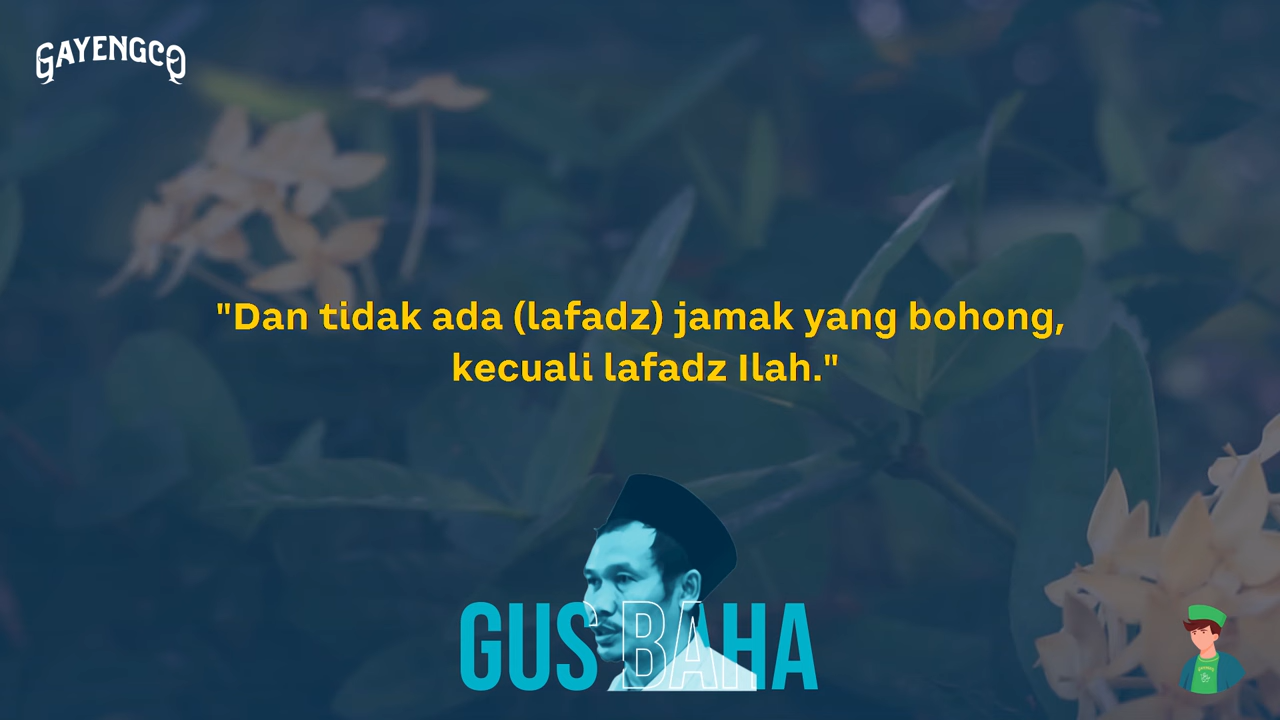 GAYENGCO
"Dan tidak ada (lafadz) jamak yang bohong,
kecuali lafadz Ilah."
GUS BAHA